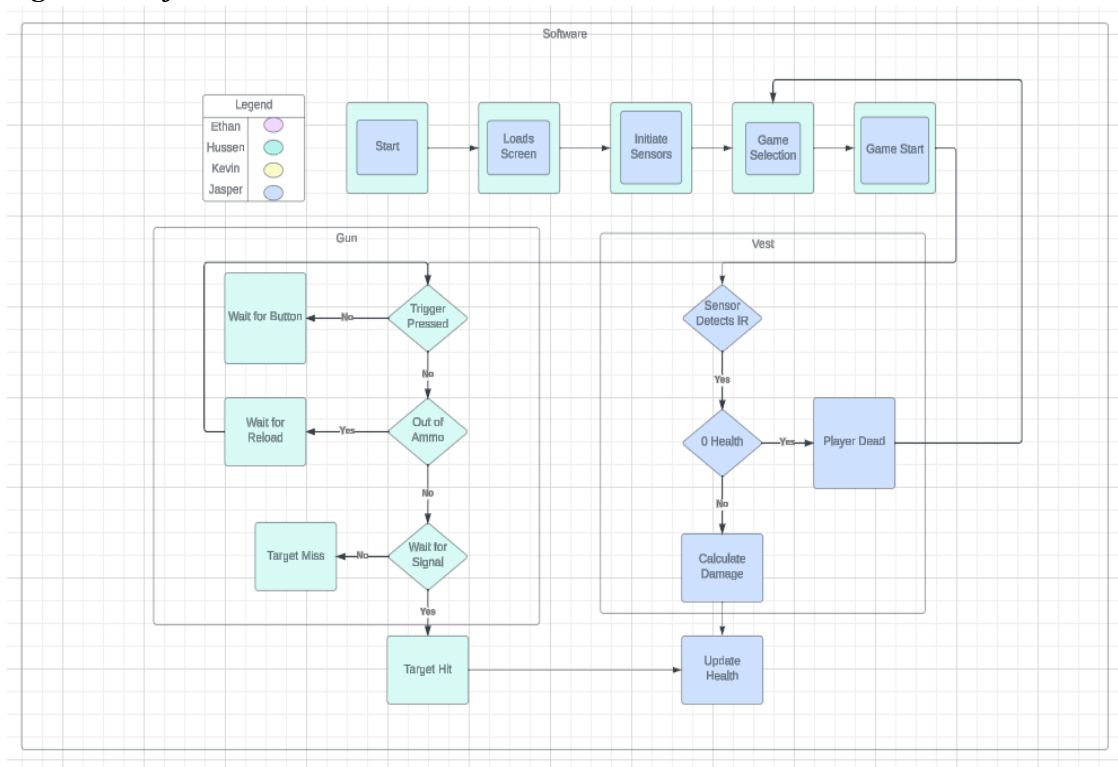 Software
Legend
Ethan
Hussen
Kevin
Jasper
Start
Loads
Screen
Initiate
Sensors
Game
Selection
Game Start
Gun
Vest
Wait for Button
No
Trigger
Pressed
Sensor
Detects IR
No
Yes
Wait for
Reload
Yes
Out of
Ammo
0 Health
Yes
Player Dead
No
No
Target Miss
No
Wait for
Signal
Calculate
Damage
Yes
Target Hit
Update
Health